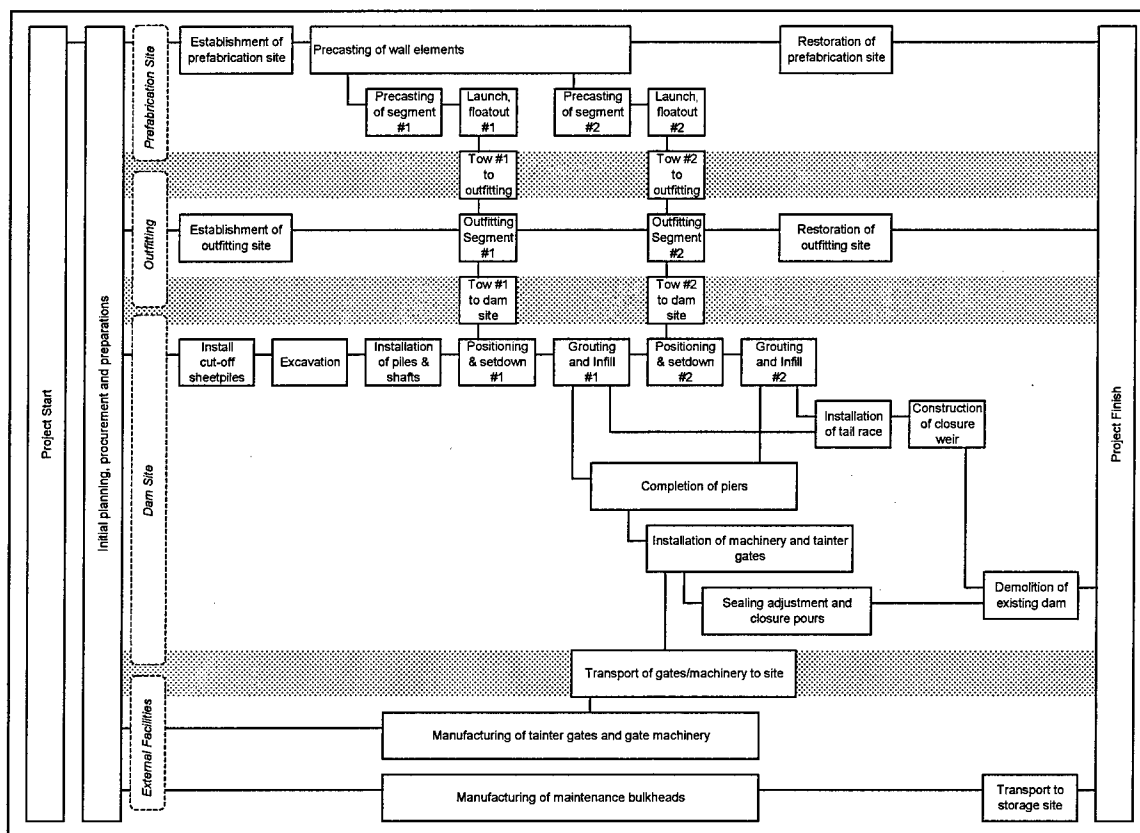 Project Start
Initial planning, procurement and preparations
Prefabrication Site
Establishment of
prefabrication site
Precasting of wall elements
Restoration of
prefabrication site
Precasting
of segment
#1
Launch,
floatout
#1
Precasting
of segment
#2
Launch,
floatout
#2
Tow #1
to
outfitting
Tow #2
to
outfitting
Outfitting
Establishment of
outfitting site
Outfitting
Segment
#1
Outfitting
Segment
#2
Restoration of
outfitting site
Tow #1
to dam
site
Tow #2
to dam
site
Dam Site
Install
cut-off
sheetpiles
Excavation
Installation
of piles &
shafts
Positioning
& setdown
#1
Grouting
and Infill
#1
Positioning
& setdown
#2
Grouting
and Infill
#2
Installation
of tail race
Construction
of closure
weir
Completion of piers
Installation of machinery and tainter
gates
Sealing adjustment and
closure pours
Demolition of
existing dam
Transport of gates/machinery to site
External Facilities
Manufacturing of tainter gates and gate machinery
Manufacturing of maintenance bulkheads
Transport to
storage site
Project Finish